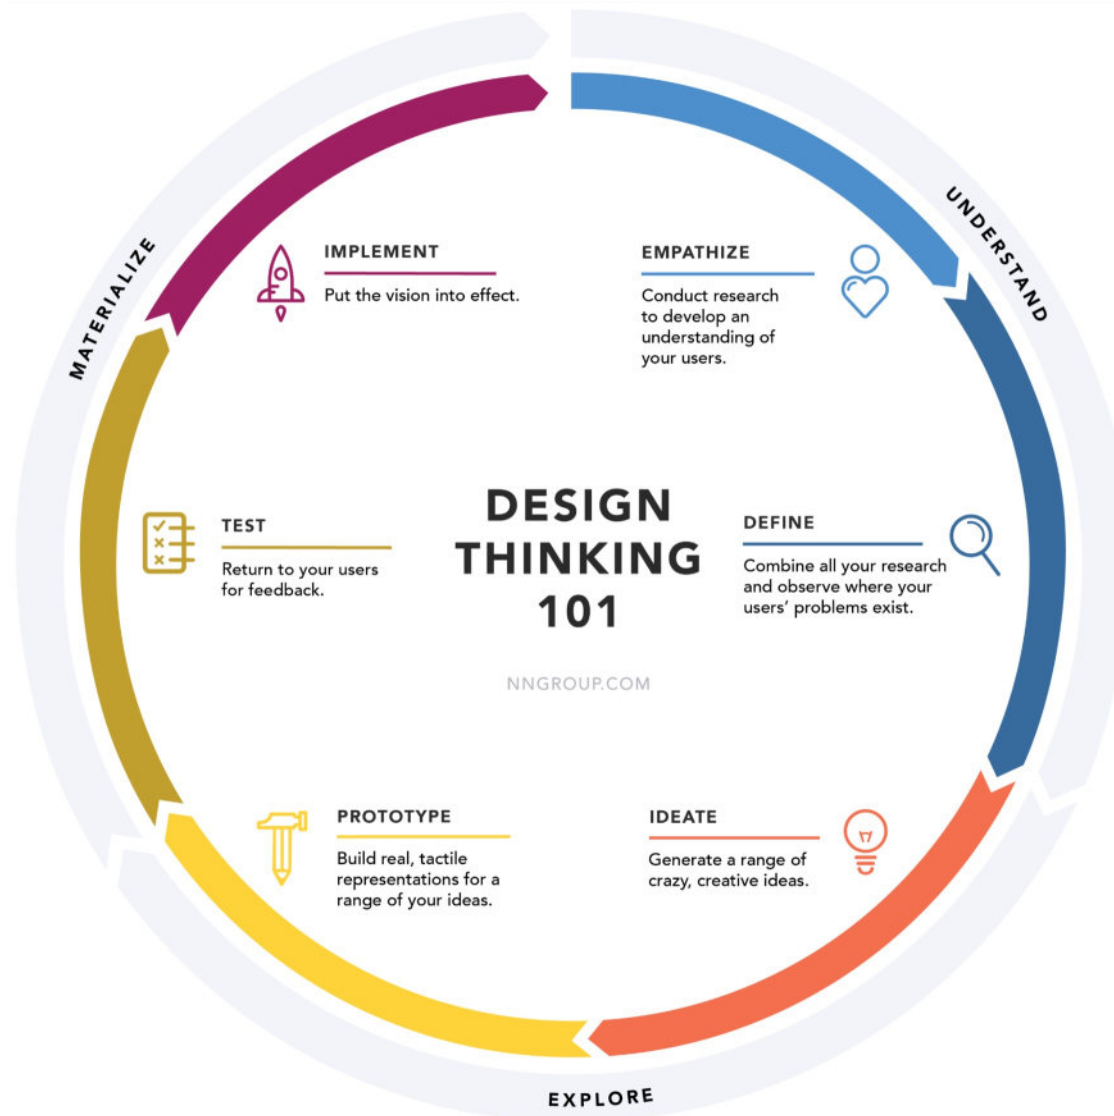 DESIGN
THINKING
101
NNGROUP.COM
UNDERSTAND
EMPATHIZE
Conduct research
to develop an
understanding of
your users.
DEFINE
Combine all your research
and observe where your
users’ problems exist.
EXPLORE
IDEATE
Generate a range of
crazy, creative ideas.
PROTOTYPE
Build real, tactile
representations for a
range of your ideas.
MATERIALIZE
TEST
Return to your users
for feedback.
IMPLEMENT
Put the vision into effect.